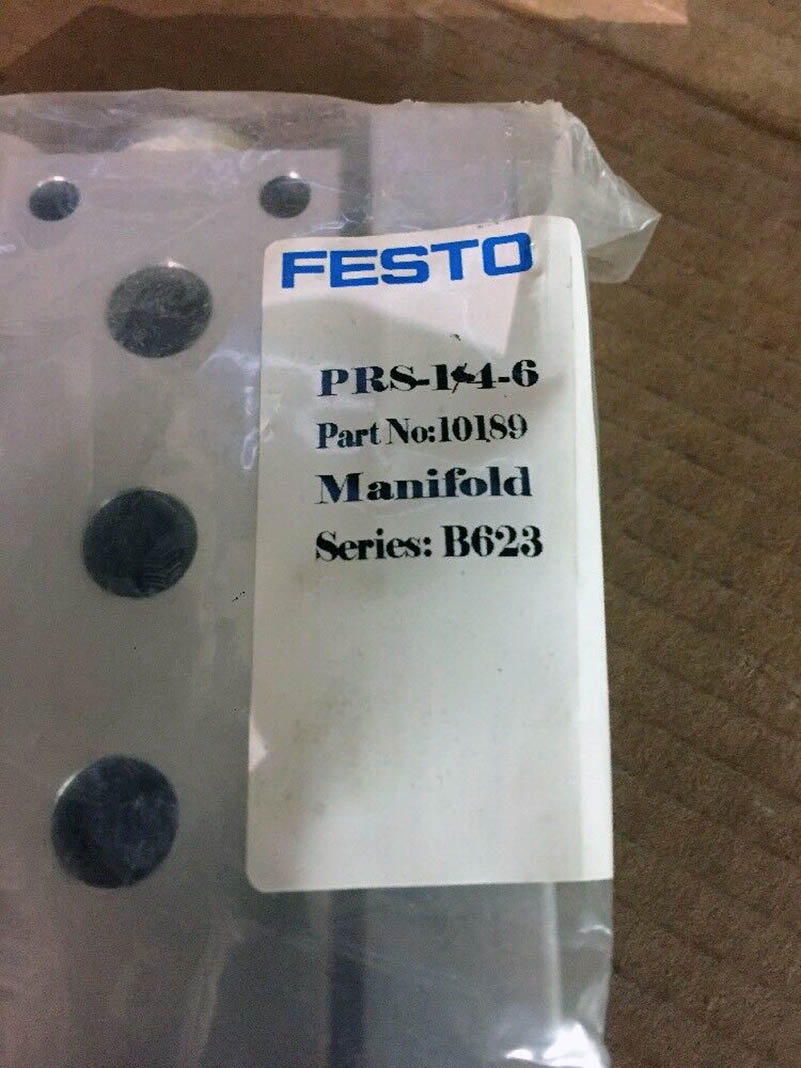 FESTO
PRS-1/4-6
Part No:10189
Manifold
Series: B623